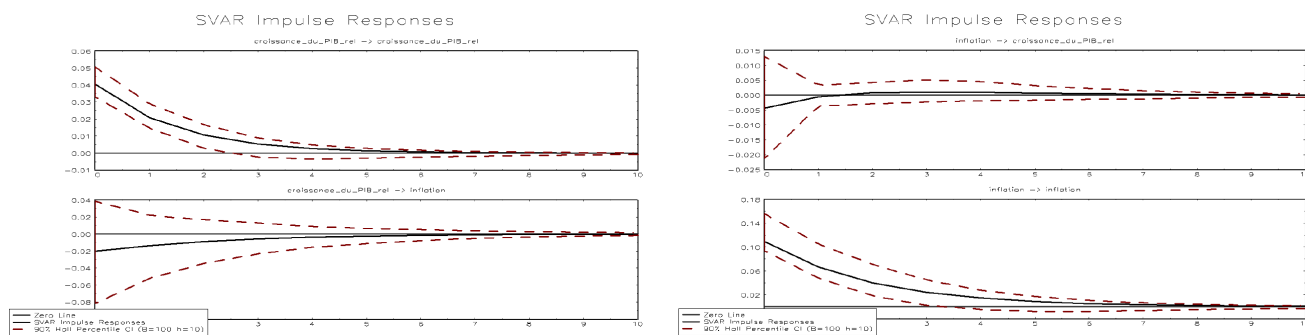 SVAR Impulse Responses
croissance_du_PIB_rel -> croissance_du_PIB_rel
0.06
0.05
0.04
0.03
0.02
0.01
0.00
-0.01
0 1 2 3 4 5 6 7 8 9 10
croissance_du_PIB_rel -> inflation
0.04
0.02
0.00
-0.02
-0.04
-0.06
-0.08
0 1 2 3 4 5 6 7 8 9 10
Zero Line
SVAR Impulse Responses
90% Hall Percentile CI (B=100 h=10)
SVAR Impulse Responses
inflation -> croissance_du_PIB_rel
0.015
0.010
0.005
0.000
-0.005
-0.010
-0.015
-0.020
-0.025
0 1 2 3 4 5 6 7 8 9
inflation -> inflation
0.18
0.14
0.10
0.06
0.02
1 2 3 4 5 6 7 8 9
Zero Line
SVAR Impulse Responses
90% Hall Percentile CI (B=100 h=10)